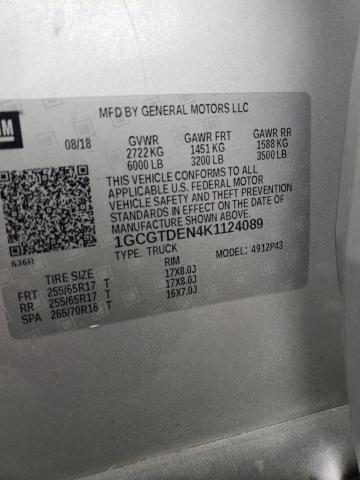 GM
MFD BY GENERAL MOTORS LLC
08/18 GVWR GAWR FRT GAWR RR
2722 KG 1451 KG 1588 KG
6000 LB 3200 LB 3500 LB
THIS VEHICLE CONFORMS TO ALL APPLICABLE U.S. FEDERAL MOTOR
VEHICLE SAFETY AND THEFT PREVENTION
STANDARDS IN EFFECT ON THE DATE OF
MANUFACTURE SHOWN ABOVE.
1GCGTDEN4K1124089
636R TYPE: TRUCK MODEL: 4912P43
TIRE SIZE RIM
FRT 255/65R17 T 17X8.0J
RR 255/65R17 T 17X8.0J
SPA 265/70R16 T 16X7.0J